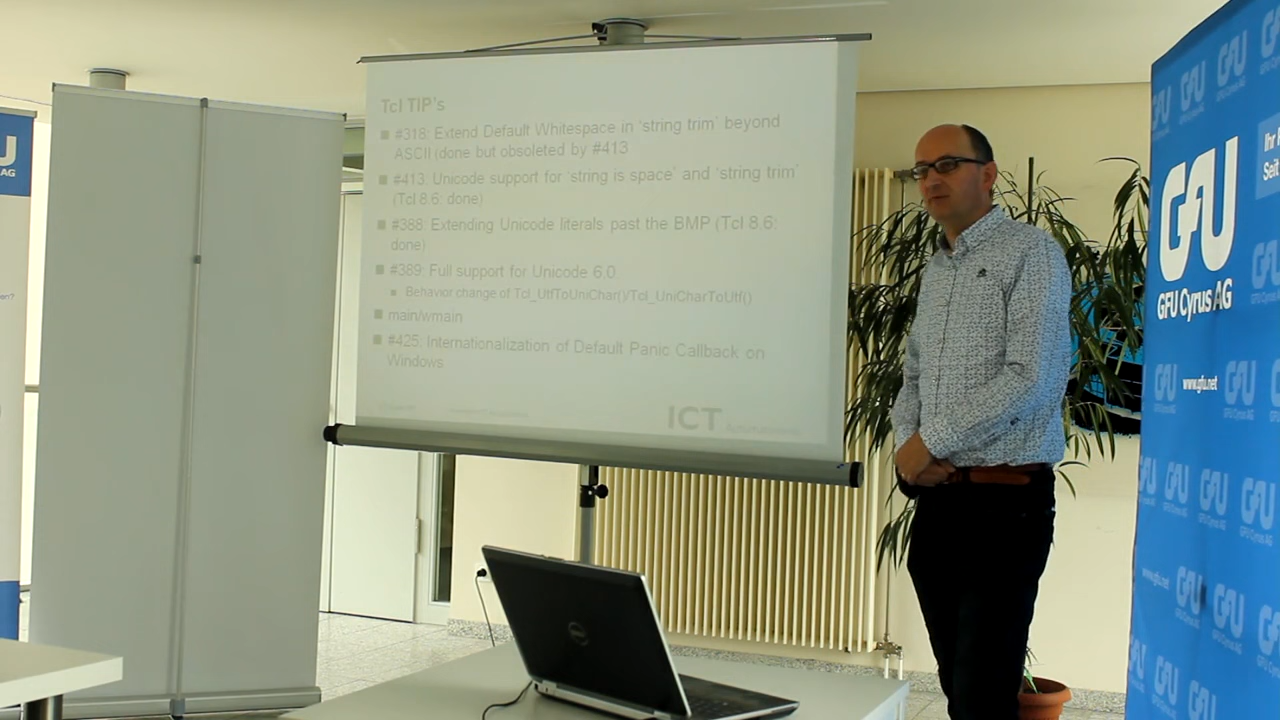 Tcl TIP's
#318: Extend Default Whitespace in 'string trim' beyond
ASCII (done but obsoleted by #413
#413: Unicode support for 'string is space' and 'string trim'
(Tcl 8.6: done)
#388: Extending Unicode literals past the BMP (Tcl 8.6:
done)
#389: Full support for Unicode 6.0
Behavior change of Tcl_UtfToUniChar()/Tcl_UniCharToUtf()
main/wmain
#425: Internationalization of Default Panic Callback on
Windows
ICT
GFU
GFU Cyrus AG
www.gfu.net
Ihr
Seit